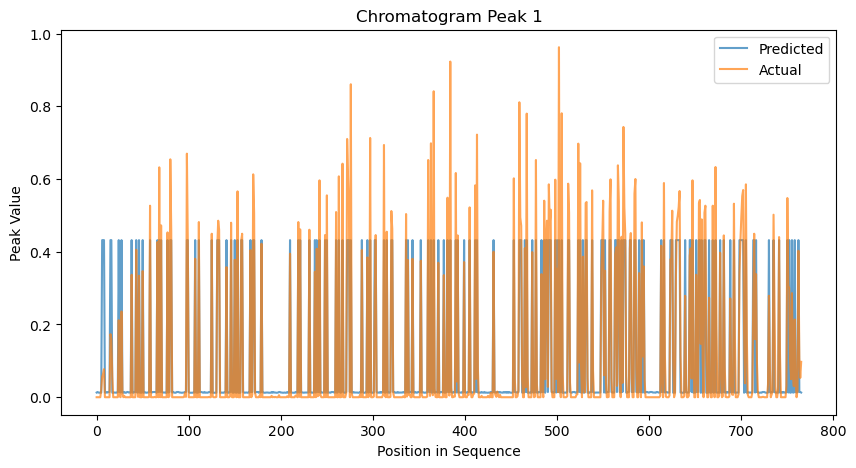 Chromatogram Peak 1
Predicted
Actual
Peak Value
1.0
0.8
0.6
0.4
0.2
0.0
0 100 200 300 400 500 600 700 800
Position in Sequence